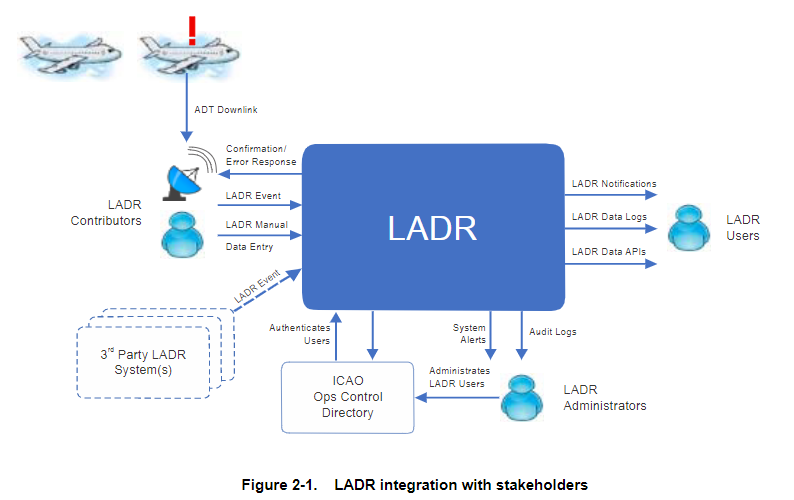 ADT Downlink
Confirmation/
Error Response
LADR
Contributors
LADR Event
LADR Manual
Data Entry
LADR
LADR Notifications
LADR Data Logs
LADR Data APIs
LADR
Users
LADR Event
3rd Party LADR
System(s)
Authenticates
Users
System
Alerts
Audit Logs
ICAO
Ops Control
Directory
Administrates
LADR Users
LADR
Administrators
Figure 2-1. LADR integration with stakeholders